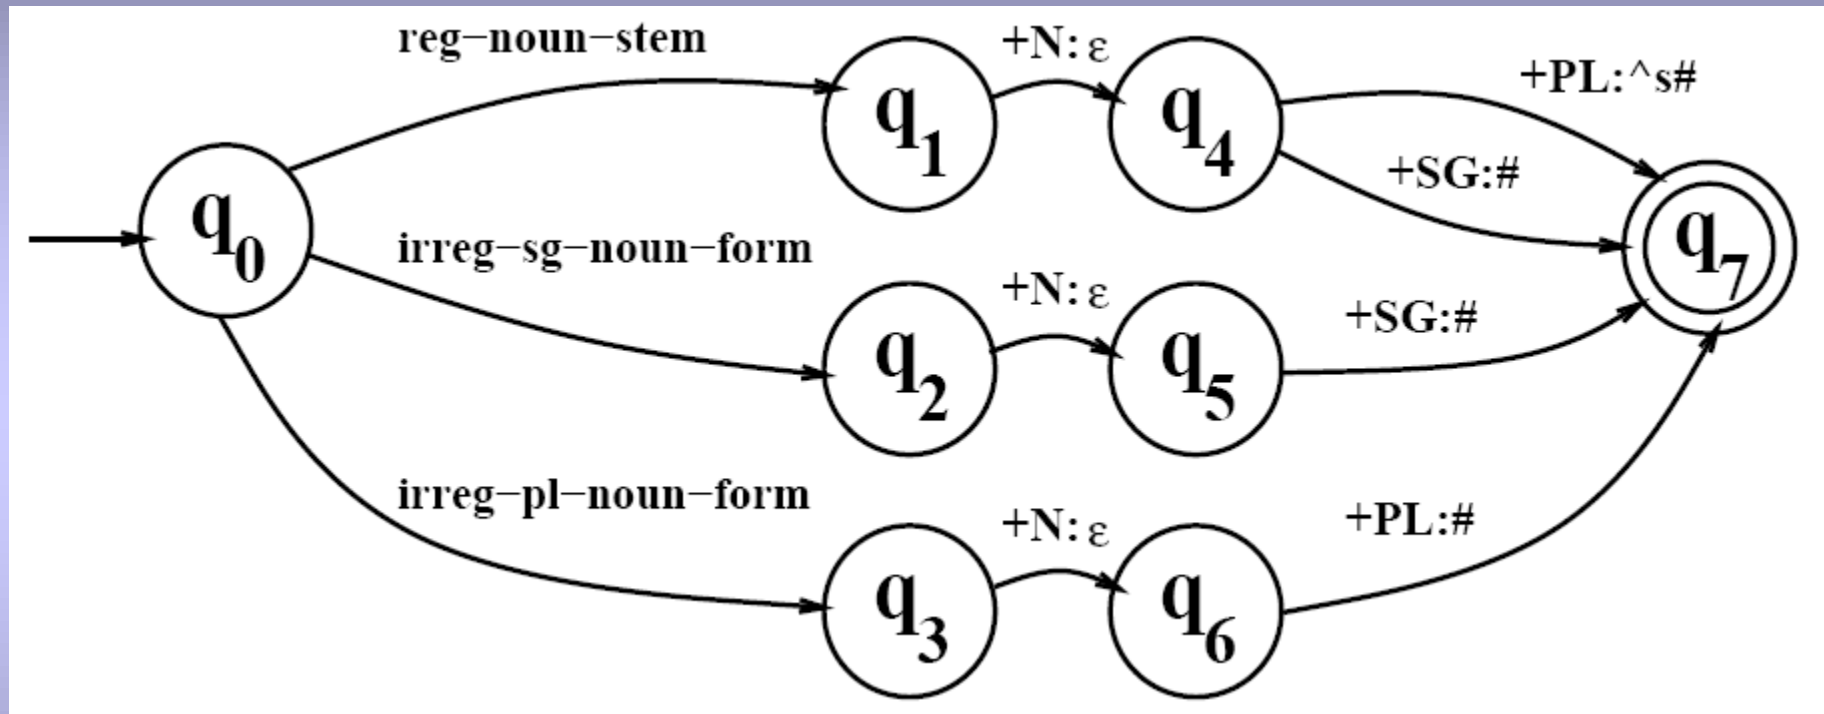 reg−noun−stem
+N: ε
+PL:^s#
q1
q4
+SG:#
q0
q7
irreg−sg−noun−form
+N: ε
+SG:#
q2
q5
irreg−pl−noun−form
+N: ε
+PL:#
q3
q6